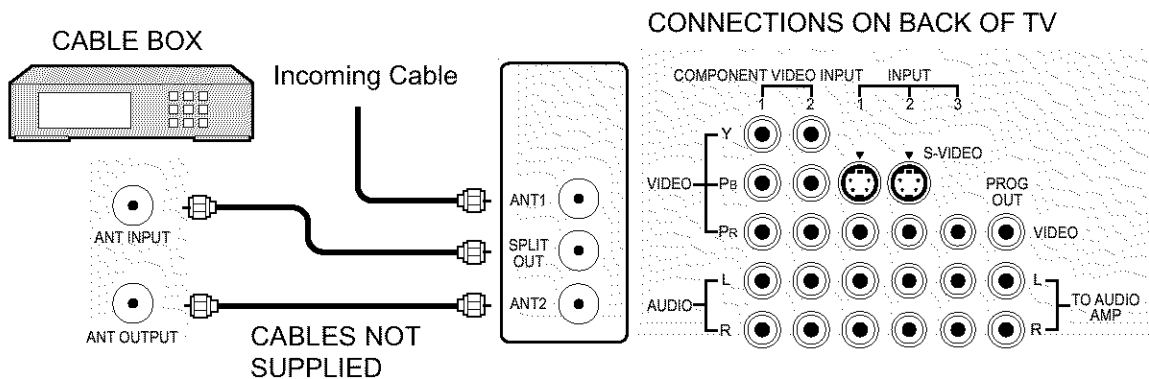 CONNECTIONS ON BACK OF TV
CABLE BOX
Incoming Cable
COMPONENT VIDEO INPUT
INPUT
1 2 1 2 3
Y
S-VIDEO
VIDEO
PB
PROG
OUT
ANT1
ANT INPUT
PR
VIDEO
SPLIT
OUT
L
L
AUDIO
TO AUDIO
AMP
ANT2
R
R
ANT OUTPUT
CABLES NOT
SUPPLIED